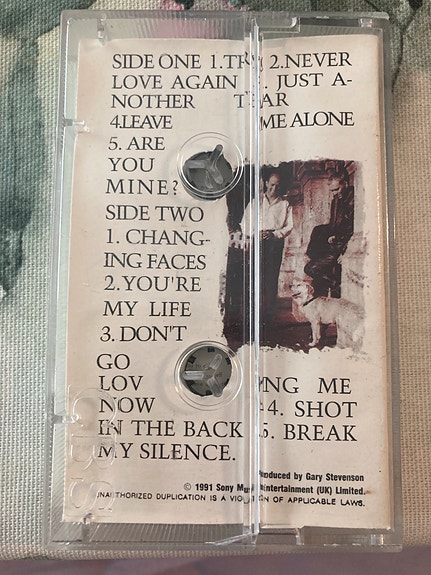 SIDE ONE 1.TRY 2.NEVER
LOVE AGAIN . JUST A-
NOTHER TEAR
4.LEAVE ME ALONE
5. ARE
YOU
MINE?
SIDE TWO
1. CHANG-
ING FACES
2.YOU'RE
MY LIFE
3. DON'T
GO
LOV ING ME
NOW 4. SHOT
IN THE BACK 5. BREAK
MY SILENCE.
Produced by Gary Stevenson
© 1991 Sony Music Entertainment (UK) Limited.
UNAUTHORIZED DUPLICATION IS A VIOLATION OF APPLICABLE LAWS.
CBS